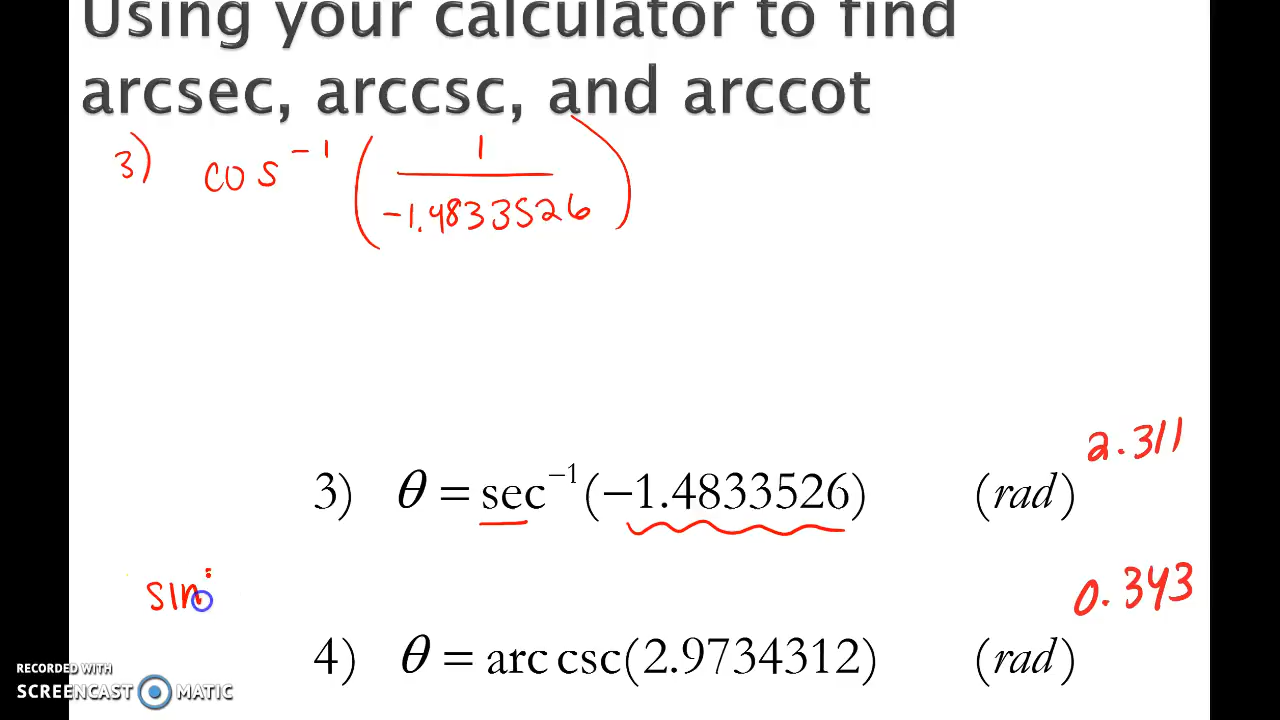 Using your calculator to find
arcsec, arccsc, and arccot
3) cos⁻¹ (1 / -1.4833526)
2.311
3) θ = sec⁻¹(−1.4833526) (rad)
sin
0.343
4) θ = arc csc(2.9734312) (rad)
RECORDED WITH
SCREENCAST MATIC